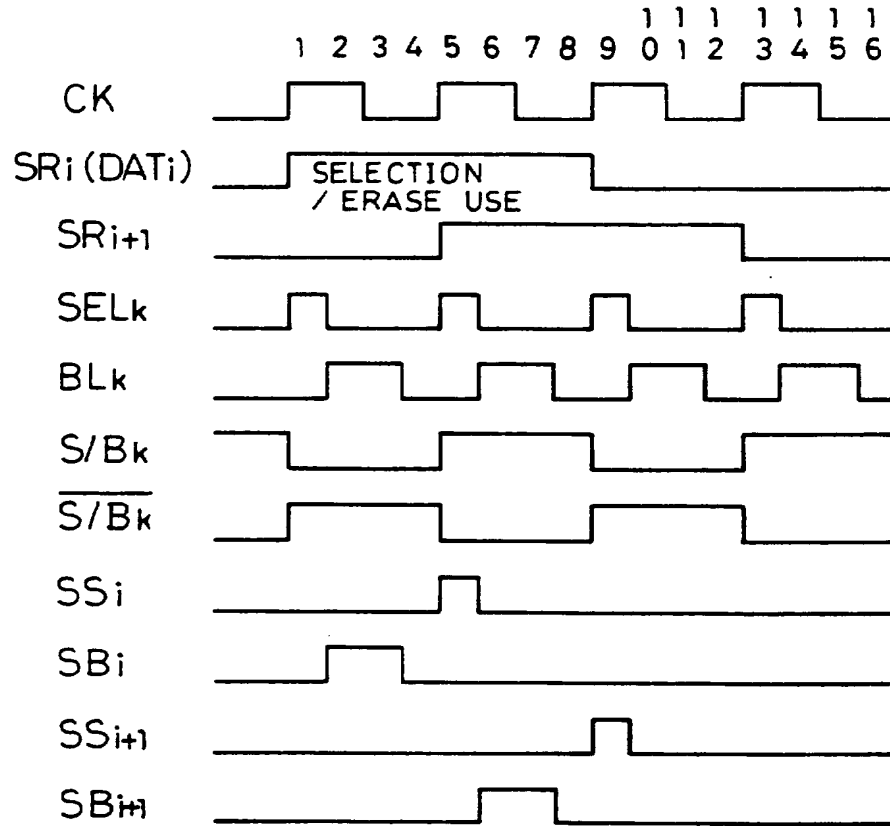 1 2 3 4 5 6 7 8 9 10 11 12 13 14 15 16
CK
SRi (DATi)
SELECTION
/ ERASE USE
SRi+1
SELk
BLk
S/Bk
S/Bk
SSi
SBi
SSi+1
SBi+1